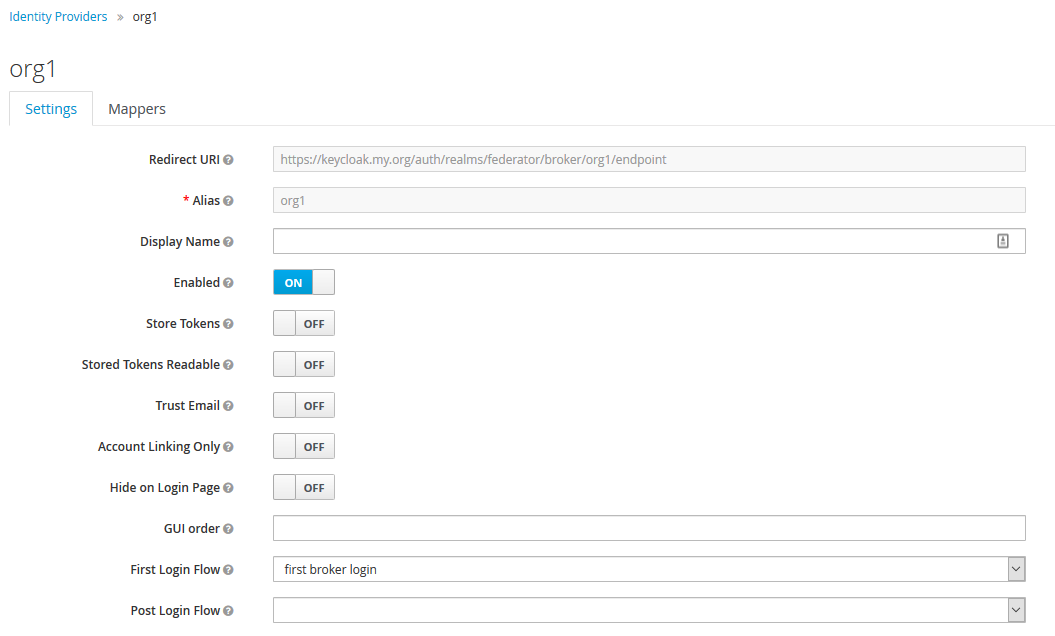 Identity Providers » org1
org1
Settings Mappers
Redirect URI https://keycloak.my.org/auth/realms/federator/broker/org1/endpoint
* Alias org1
Display Name
Enabled ON
Store Tokens OFF
Stored Tokens Readable OFF
Trust Email OFF
Account Linking Only OFF
Hide on Login Page OFF
GUI order
First Login Flow first broker login
Post Login Flow